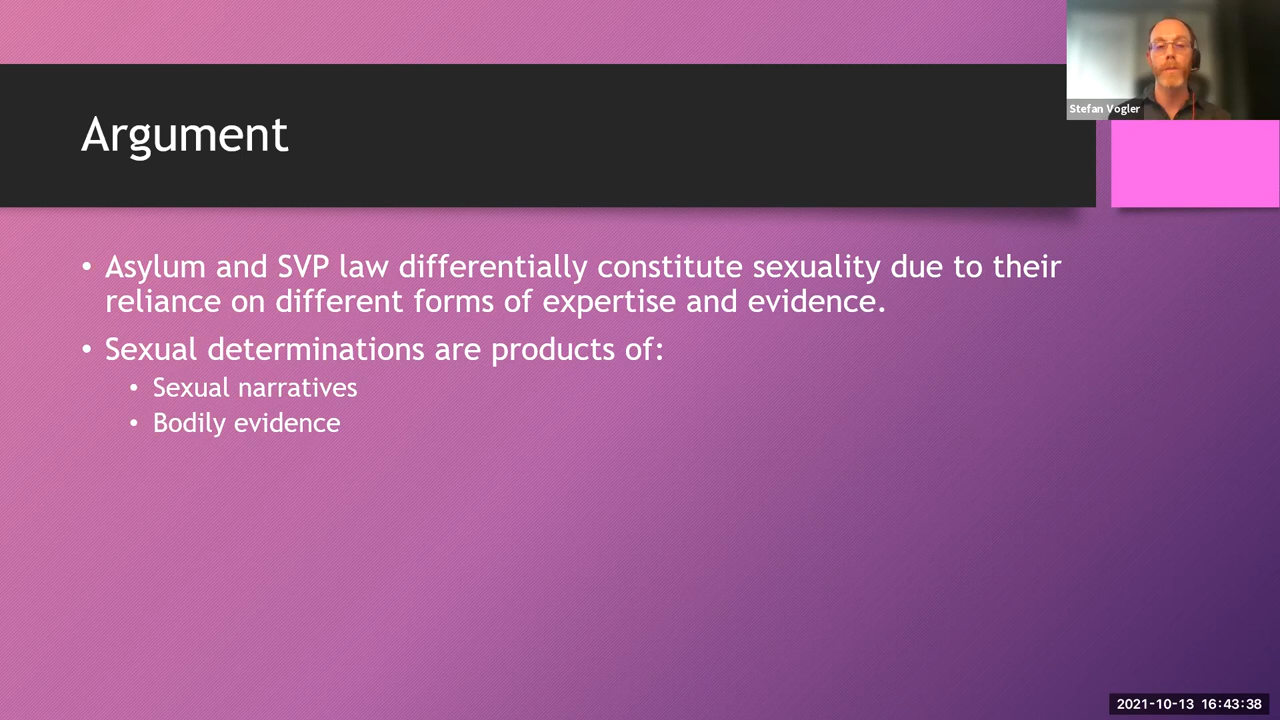 Stefan Vogler
Argument
• Asylum and SVP law differentially constitute sexuality due to their
reliance on different forms of expertise and evidence.
• Sexual determinations are products of:
• Sexual narratives
• Bodily evidence
2021-10-13 16:43:38